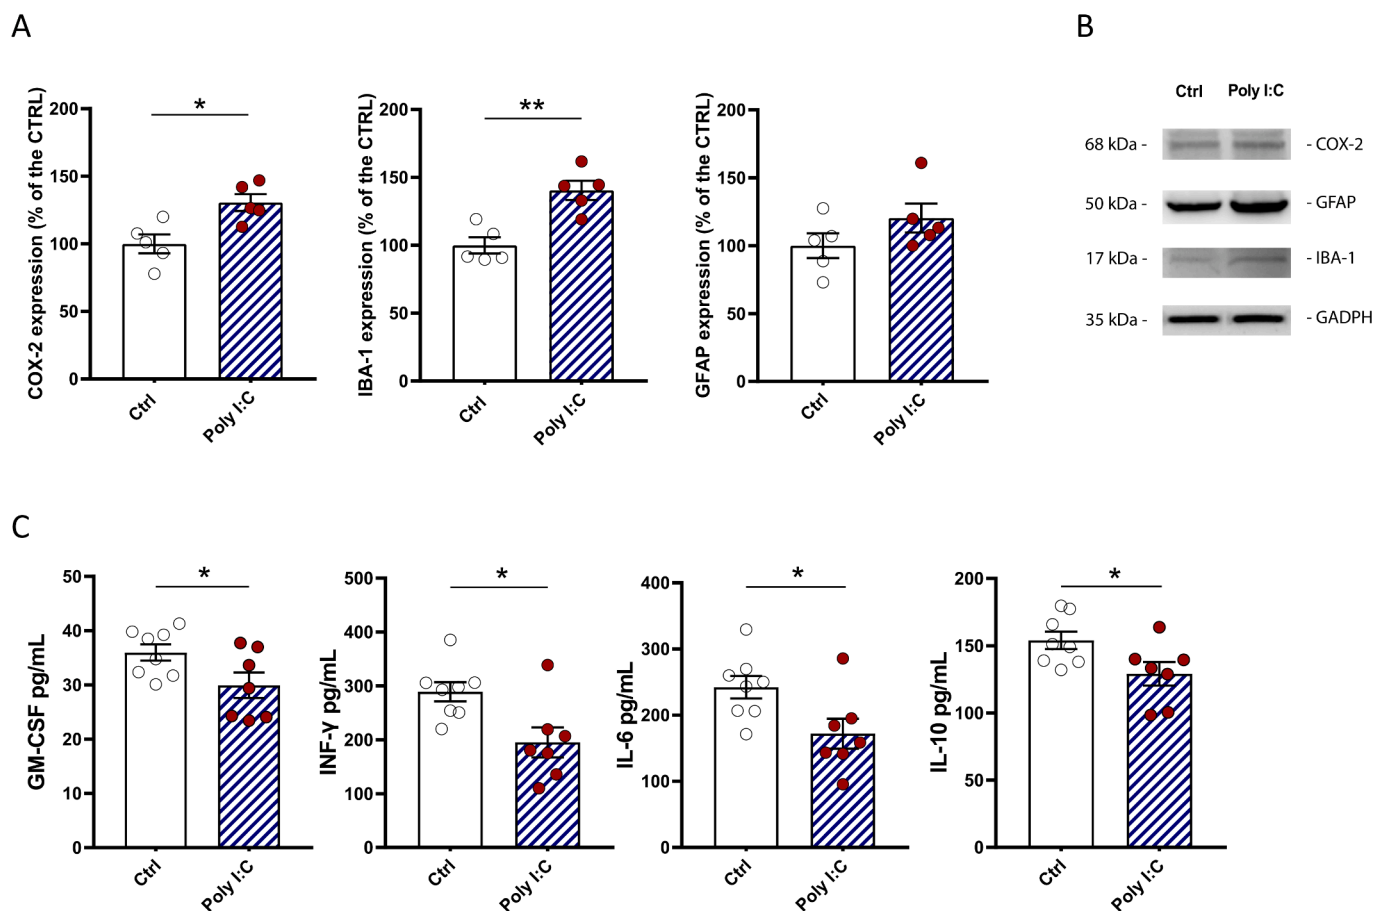 A
B
COX-2 expression (% of the CTRL)
200
150
100
50
0
*
Ctrl
Poly I:C
IBA-1 expression (% of the CTRL)
200
150
100
50
0
**
Ctrl
Poly I:C
GFAP expression (% of the CTRL)
200
150
100
50
0
Ctrl
Poly I:C
Ctrl Poly I:C
68 kDa - - COX-2
50 kDa - - GFAP
17 kDa - - IBA-1
35 kDa - - GADPH
C
GM-CSF pg/mL
50
40
30
20
10
0
*
Ctrl
Poly I:C
INF-γ pg/mL
500
400
300
200
100
0
*
Ctrl
Poly I:C
IL-6 pg/mL
400
300
200
100
0
*
Ctrl
Poly I:C
IL-10 pg/mL
200
150
100
50
0
*
Ctrl
Poly I:C